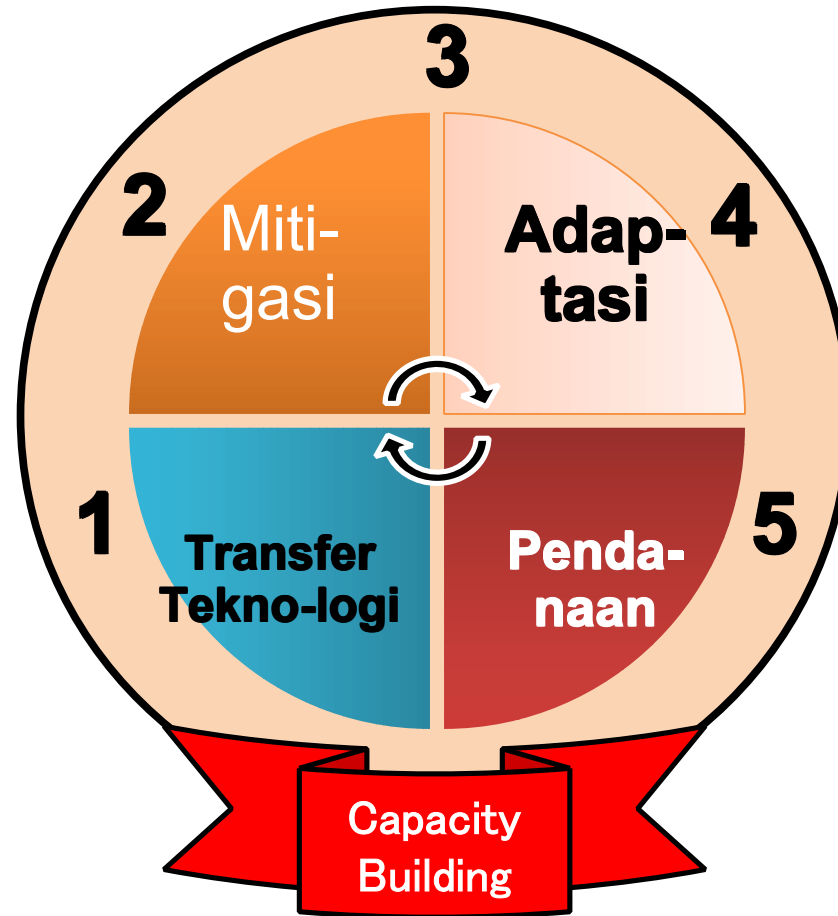 3
2
4
Miti-
gasi
Adap-
tasi
1
5
Transfer
Tekno-logi
Penda-
naan
Capacity
Building